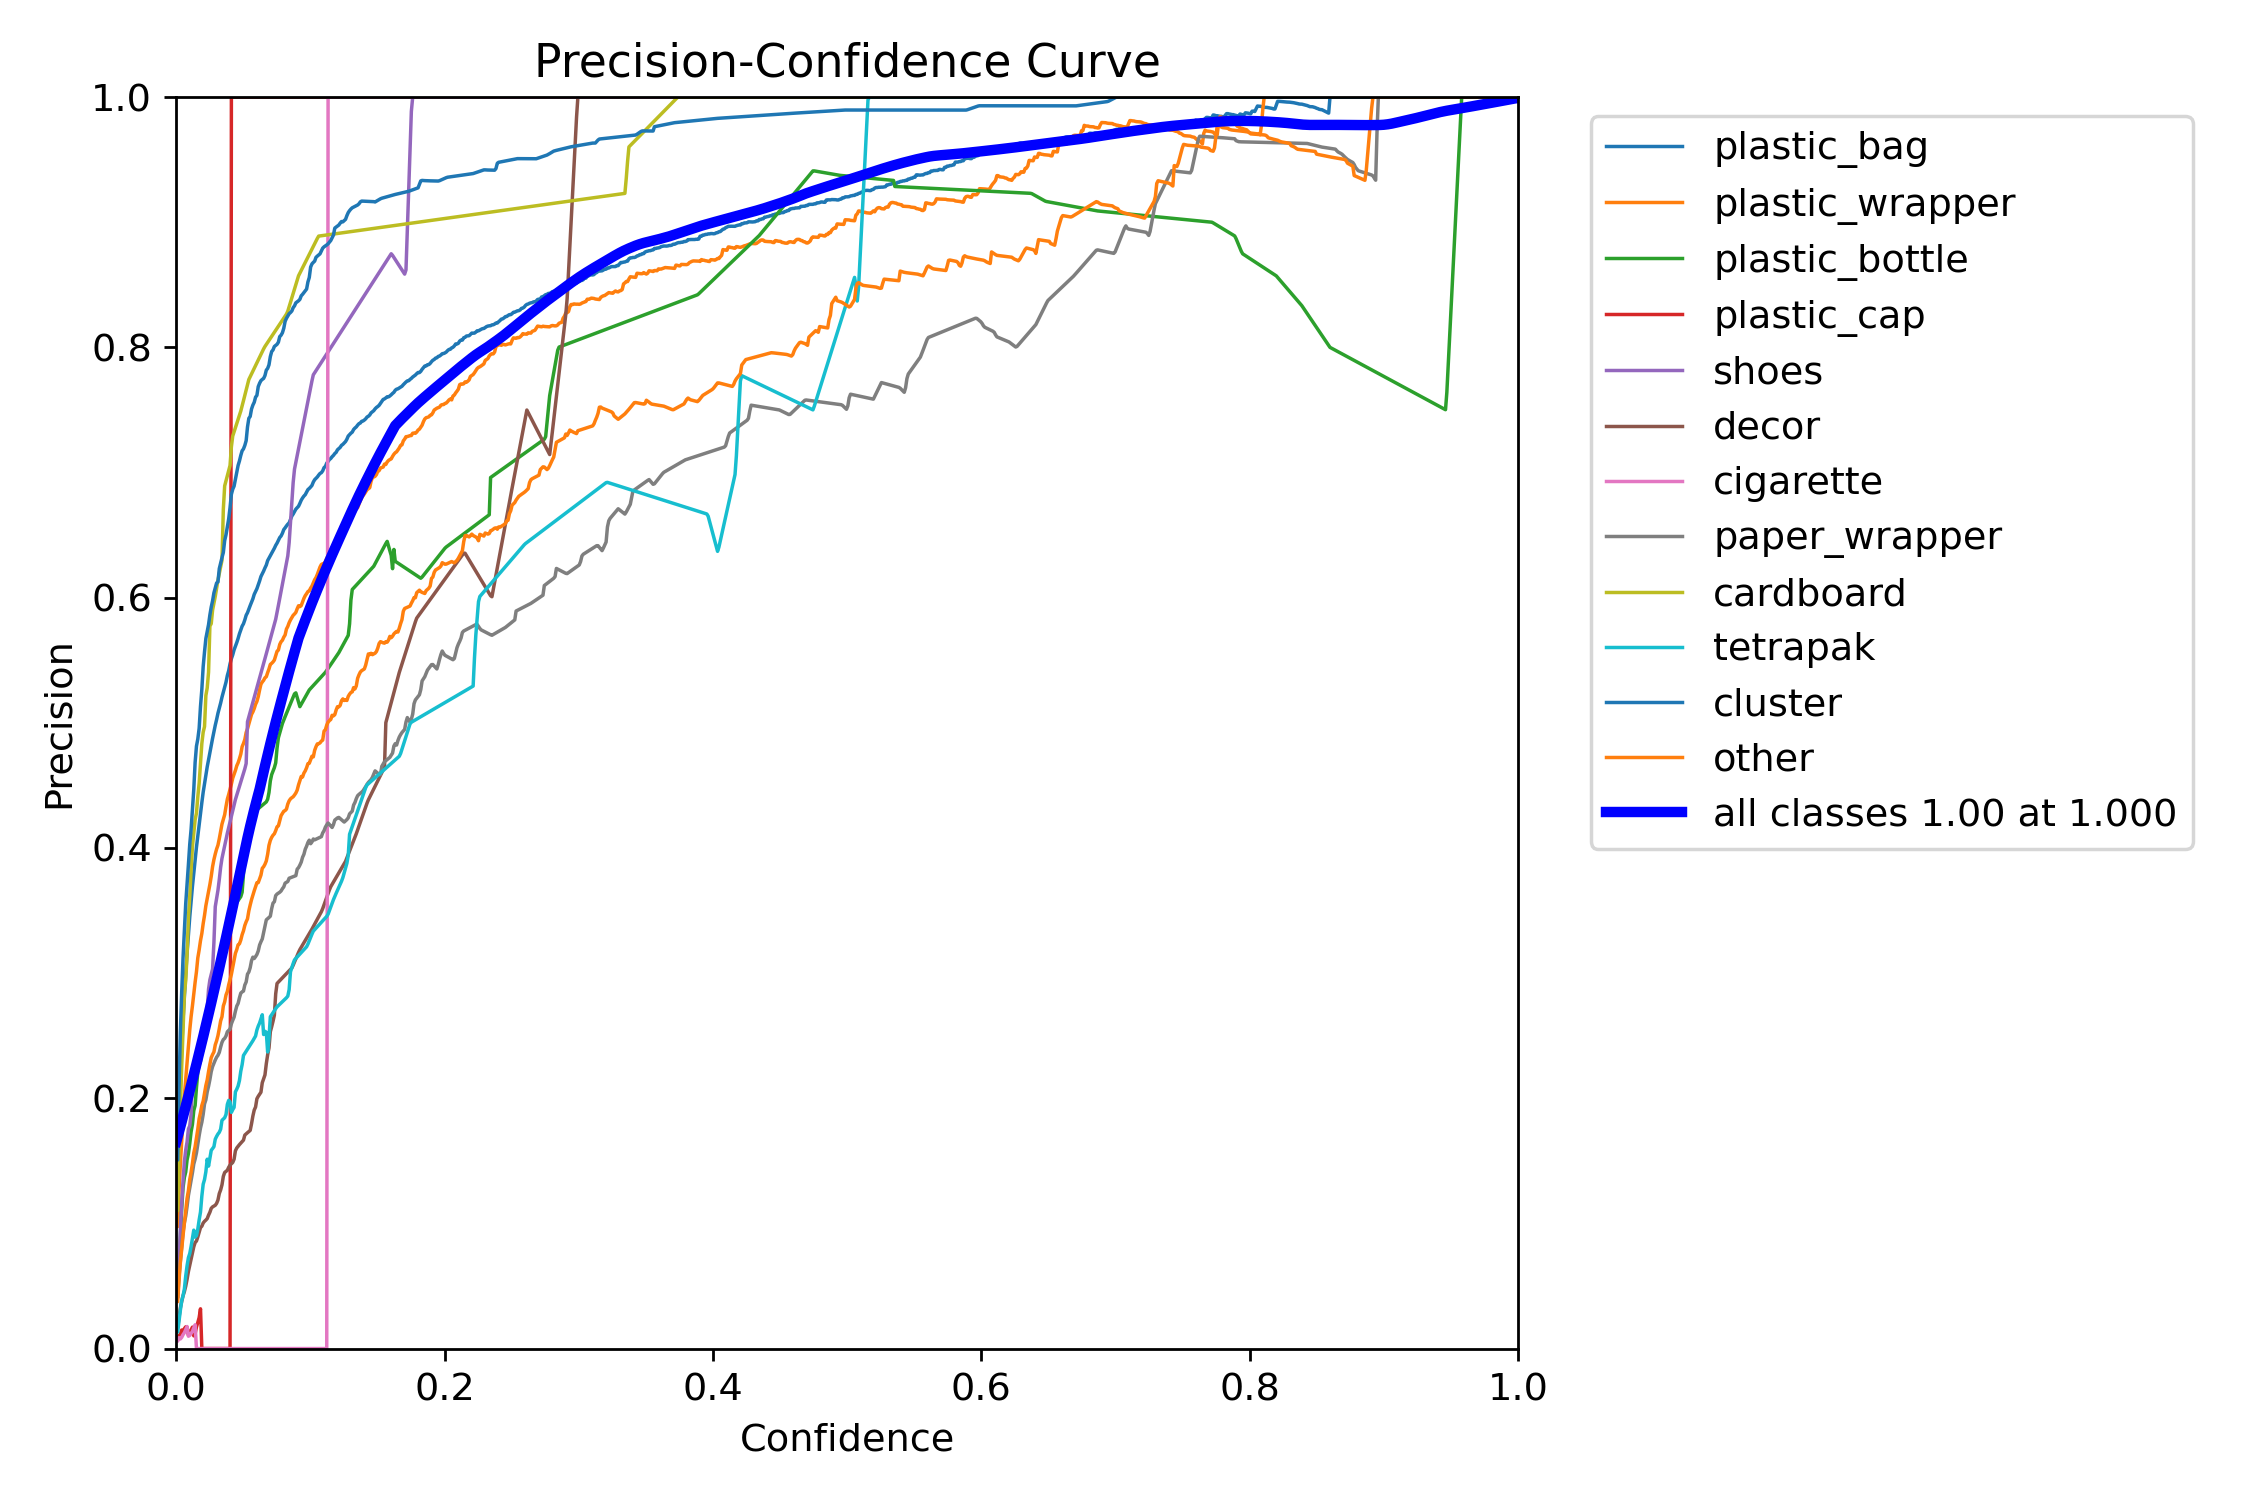 Precision-Confidence Curve
1.0
0.8
0.6
0.4
0.2
0.0
Precision
0.0 0.2 0.4 0.6 0.8 1.0
Confidence
plastic_bag
plastic_wrapper
plastic_bottle
plastic_cap
shoes
decor
cigarette
paper_wrapper
cardboard
tetrapak
cluster
other
all classes 1.00 at 1.000